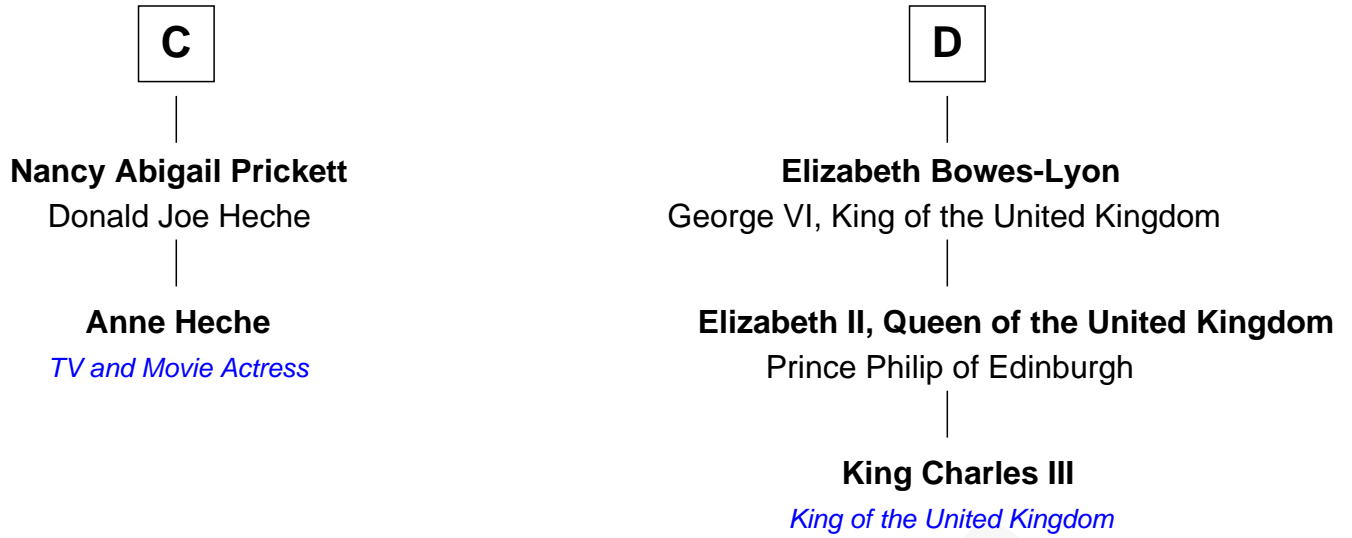 C
Nancy Abigail Prickett
Donald Joe Heche
Anne Heche
TV and Movie Actress
D
Elizabeth Bowes-Lyon
George VI, King of the United Kingdom
Elizabeth II, Queen of the United Kingdom
Prince Philip of Edinburgh
King Charles III
King of the United Kingdom